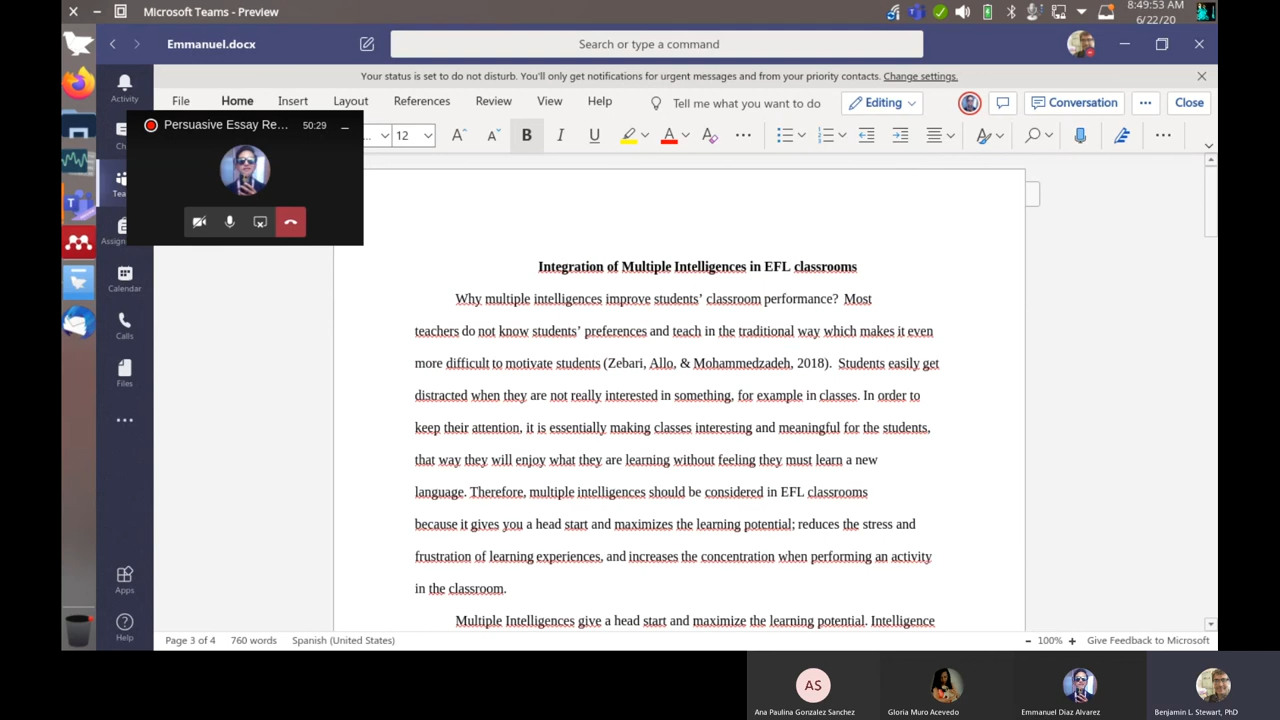 Microsoft Teams - Preview
8:49:53 AM
6/22/20
Emmanuel.docx
Search or type a command
Your status is set to do not disturb. You'll only get notifications for urgent messages and from your priority contacts. Change settings.
Activity
File Home Insert Layout References Review View Help Tell me what you want to do Editing Conversation Close
Persuasive Essay Re... 50:29
12
B I U A
Calendar
Calls
Files
Apps
Help
Integration of Multiple Intelligences in EFL classrooms
Why multiple intelligences improve students' classroom performance? Most
teachers do not know students' preferences and teach in the traditional way which makes it even
more difficult to motivate students (Zebari, Allo, & Mohammedzadeh, 2018). Students easily get
distracted when they are not really interested in something, for example in classes. In order to
keep their attention, it is essentially making classes interesting and meaningful for the students,
that way they will enjoy what they are learning without feeling they must learn a new
language. Therefore, multiple intelligences should be considered in EFL classrooms
because it gives you a head start and maximizes the learning potential; reduces the stress and
frustration of learning experiences, and increases the concentration when performing an activity
in the classroom.
Multiple Intelligences give a head start and maximize the learning potential. Intelligence
Page 3 of 4 760 words Spanish (United States) - 100% + Give Feedback to Microsoft
AS
Ana Paulina Gonzalez Sanchez
Gloria Muro Acevedo
Emmanuel Diaz Alvarez
Benjamin L. Stewart, PhD